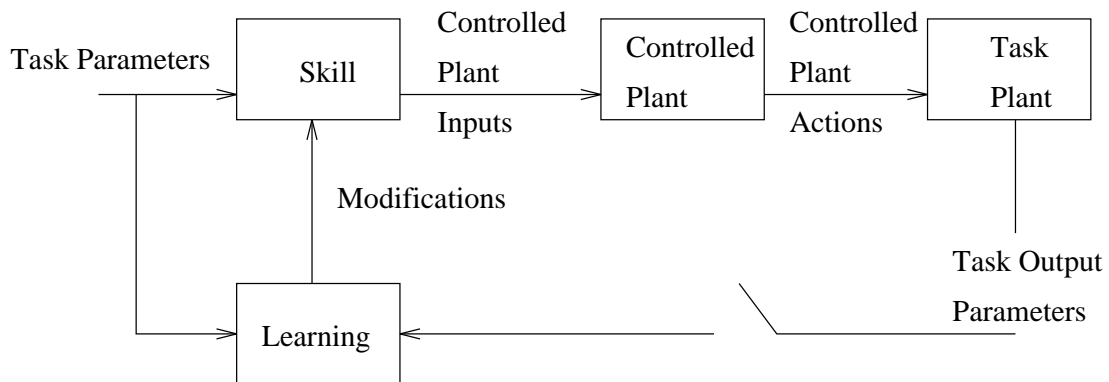 Task Parameters
Skill
Controlled
Plant
Inputs
Controlled
Plant
Controlled
Plant
Actions
Task
Plant
Modifications
Task Output
Parameters
Learning